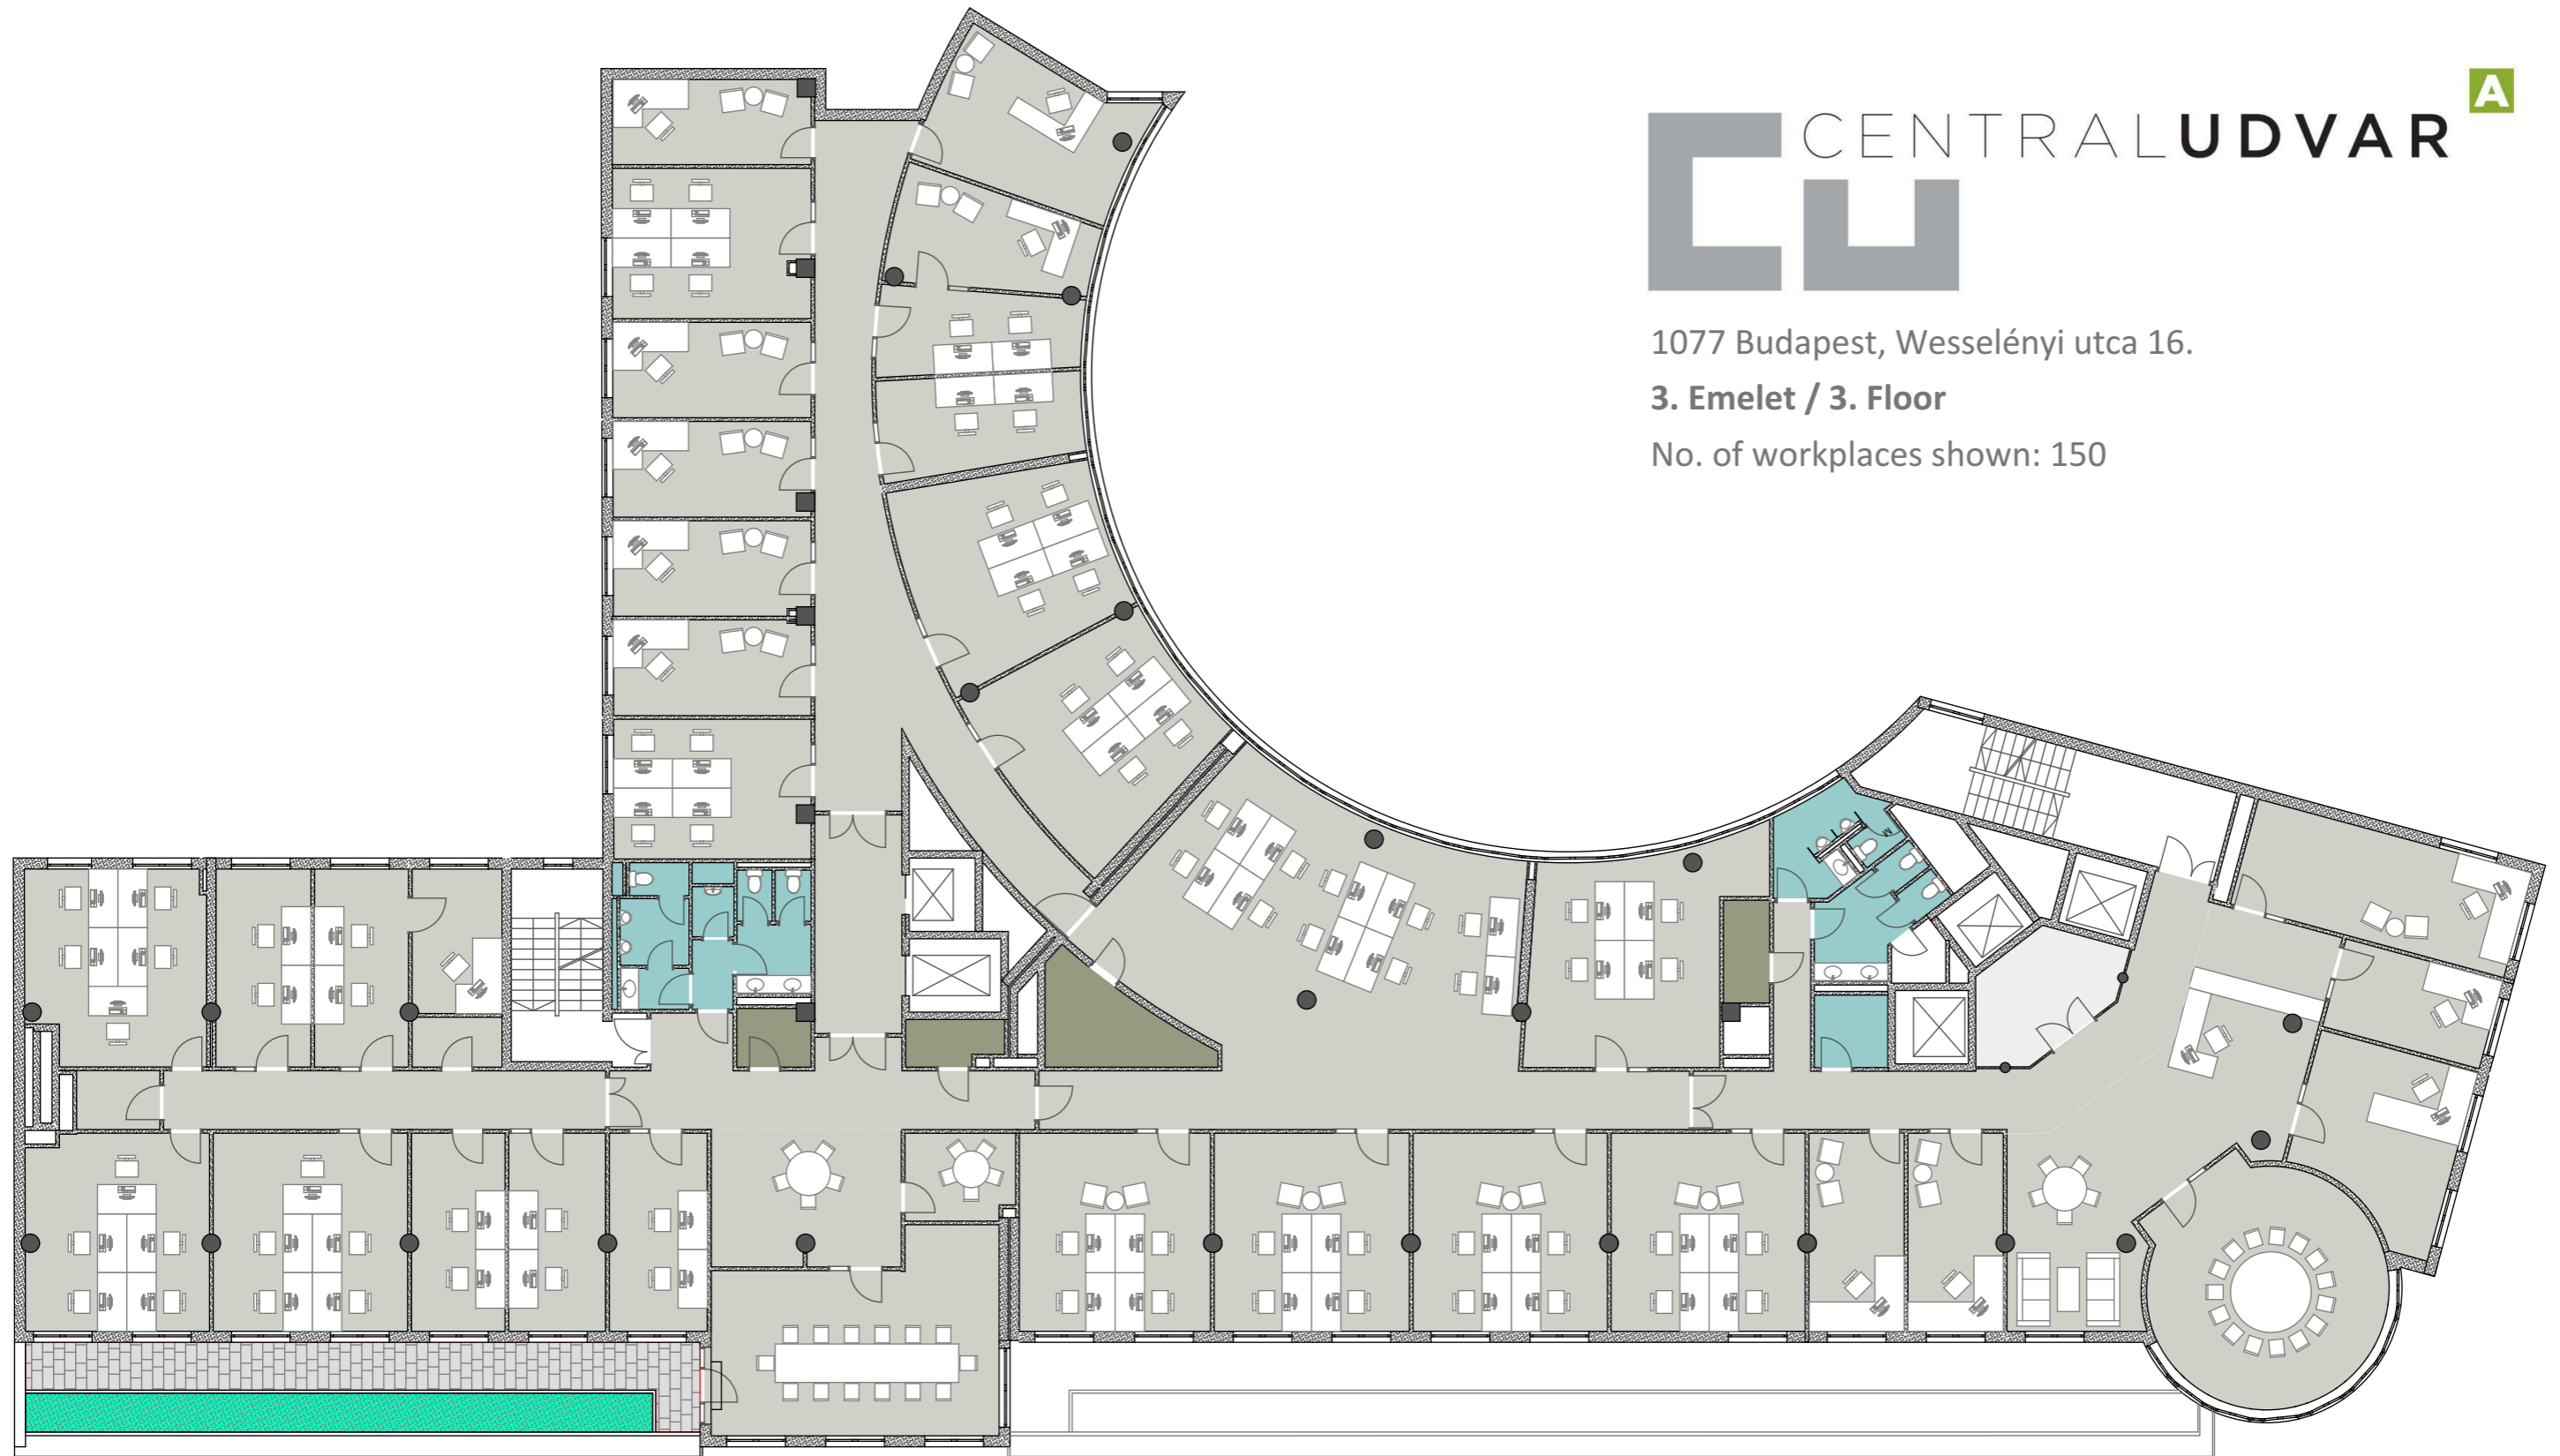 CENTRALUDVAR A
1077 Budapest, Wesselényi utca 16.
3. Emelet / 3. Floor
No. of workplaces shown: 150